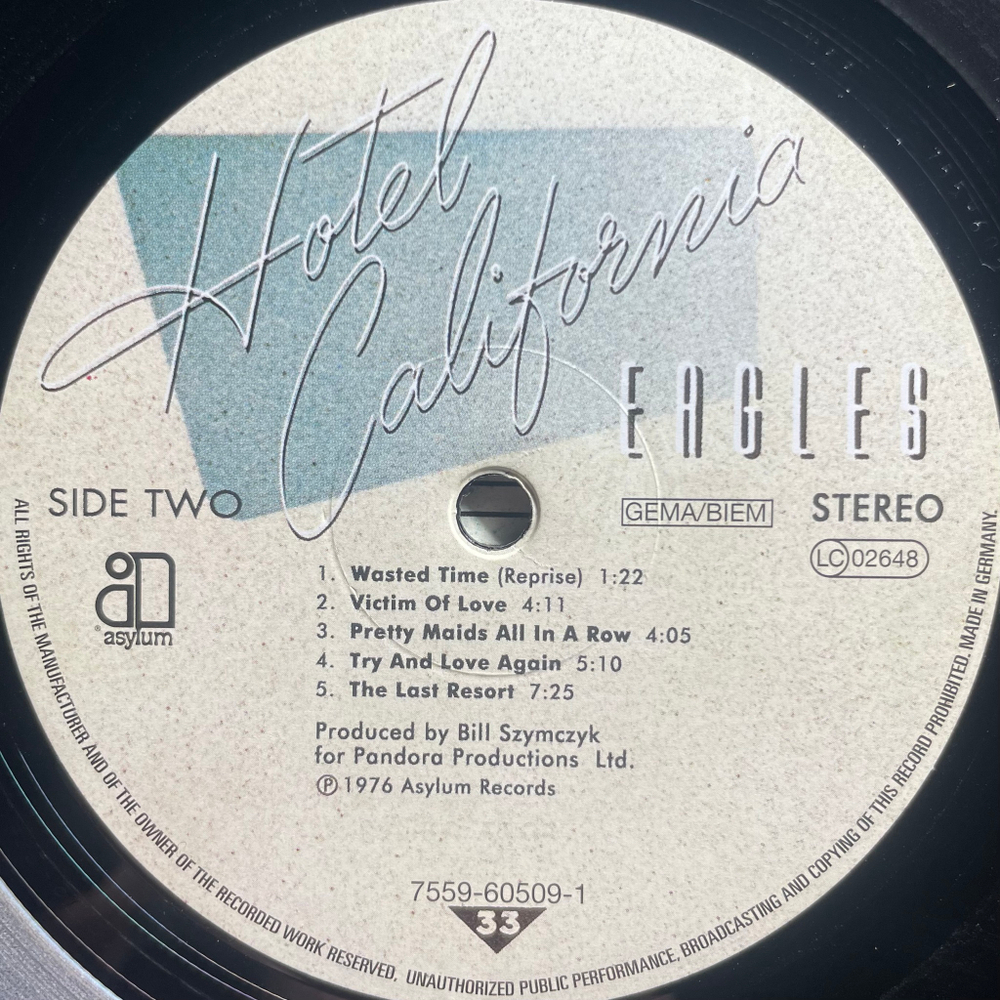 Hotel
California
EAGLES
SIDE TWO
GEMA/BIEM
STEREO
LC 02648
asylum
1. Wasted Time (Reprise) 1:22
2. Victim Of Love 4:11
3. Pretty Maids All In A Row 4:05
4. Try And Love Again 5:10
5. The Last Resort 7:25
Produced by Bill Szymczyk
for Pandora Productions Ltd.
℗ 1976 Asylum Records
7559-60509-1
33
ALL RIGHTS OF THE MANUFACTURER AND OF THE OWNER OF THE RECORDED WORK RESERVED. UNAUTHORIZED PUBLIC PERFORMANCE, BROADCASTING AND COPYING OF THIS RECORD PROHIBITED. MADE IN GERMANY.